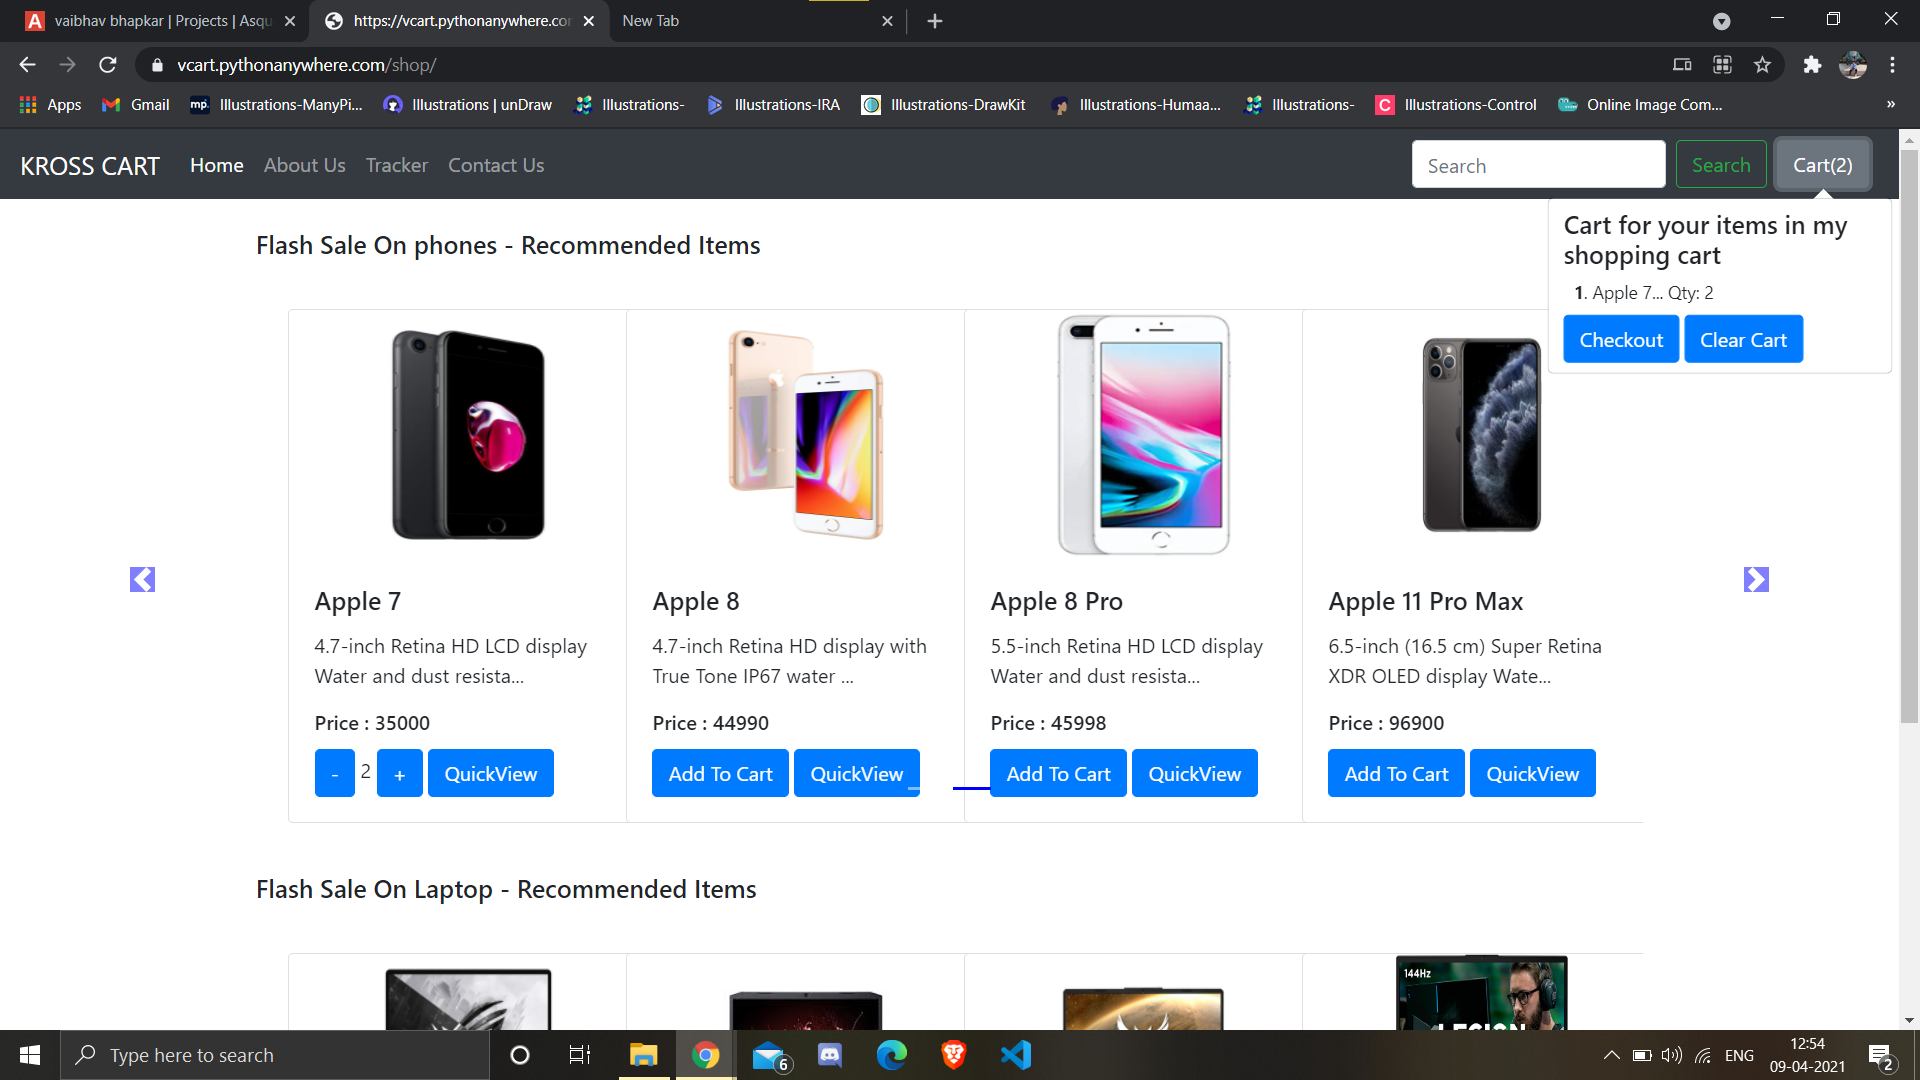 vaibhav bhapkar | Projects | Asqu
https://vcart.pythonanywhere.com
New Tab
vcart.pythonanywhere.com/shop/
Apps
Gmail
mp.
Illustrations-ManyPi...
Illustrations | unDraw
Illustrations-
Illustrations-IRA
Illustrations-DrawKit
Illustrations-Humaa...
Illustrations-
C
Illustrations-Control
Online Image Com...
»
KROSS CART
Home
About Us
Tracker
Contact Us
Search
Search
Cart(2)
Cart for your items in my
shopping cart
1. Apple 7... Qty: 2
Checkout
Clear Cart
Flash Sale On phones - Recommended Items
Apple 7
4.7-inch Retina HD LCD display
Water and dust resista...
Price : 35000
-
2
+
QuickView
Apple 8
4.7-inch Retina HD display with
True Tone IP67 water ...
Price : 44990
Add To Cart
QuickView
Apple 8 Pro
5.5-inch Retina HD LCD display
Water and dust resista...
Price : 45998
Add To Cart
QuickView
Apple 11 Pro Max
6.5-inch (16.5 cm) Super Retina
XDR OLED display Wate...
Price : 96900
Add To Cart
QuickView
Flash Sale On Laptop - Recommended Items
144Hz
LEGION
Type here to search
6
ENG
12:54
09-04-2021
2